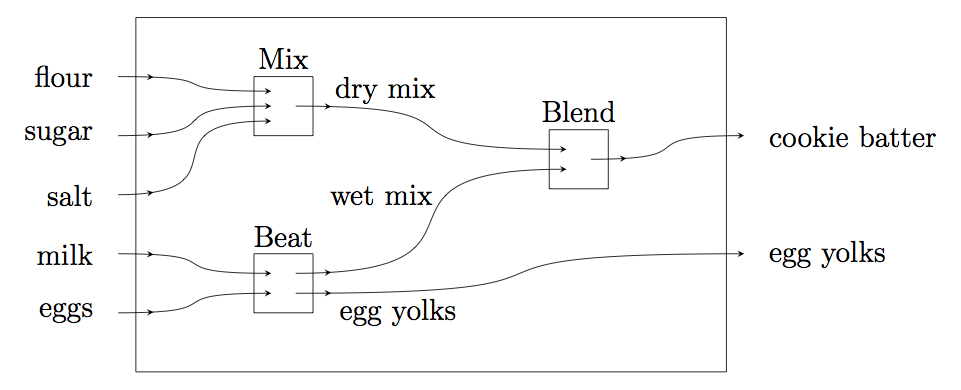 Mix
flour
dry mix
Blend
sugar
cookie batter
salt
wet mix
Beat
milk
egg yolks
eggs
egg yolks